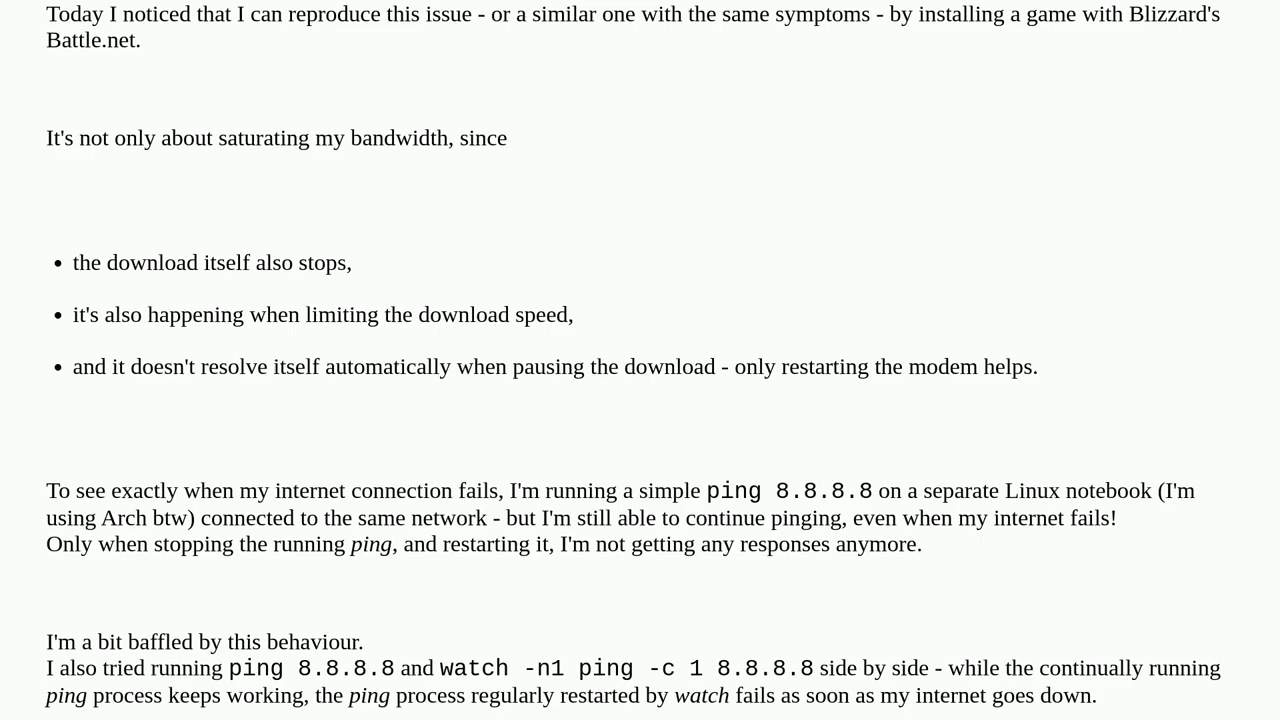 Today I noticed that I can reproduce this issue - or a similar one with the same symptoms - by installing a game with Blizzard's
Battle.net.
It's not only about saturating my bandwidth, since
• the download itself also stops,
• it's also happening when limiting the download speed,
• and it doesn't resolve itself automatically when pausing the download - only restarting the modem helps.
To see exactly when my internet connection fails, I'm running a simple ping 8.8.8.8 on a separate Linux notebook (I'm
using Arch btw) connected to the same network - but I'm still able to continue pinging, even when my internet fails!
Only when stopping the running ping, and restarting it, I'm not getting any responses anymore.
I'm a bit baffled by this behaviour.
I also tried running ping 8.8.8.8 and watch -n1 ping -c 1 8.8.8.8 side by side - while the continually running
ping process keeps working, the ping process regularly restarted by watch fails as soon as my internet goes down.